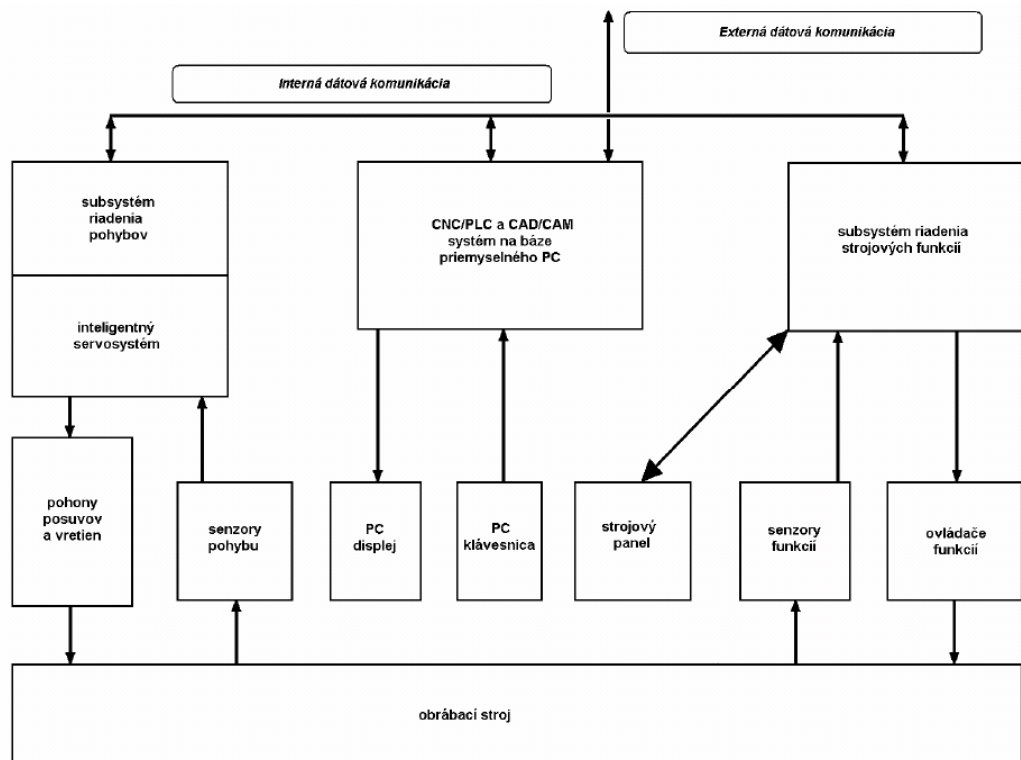 Externá dátová komunikácia
Interná dátová komunikácia
subsystém
riadenia
pohybov
CNC/PLC a CAD/CAM
systém na báze
priemyselného PC
subsystém riadenia
strojových funkcií
inteligentný
servosystém
pohony
posuvov
a vretien
senzory
pohybu
PC
displej
PC
klávesnica
strojový
panel
senzory
funkcií
ovládače
funkcií
obrábací stroj